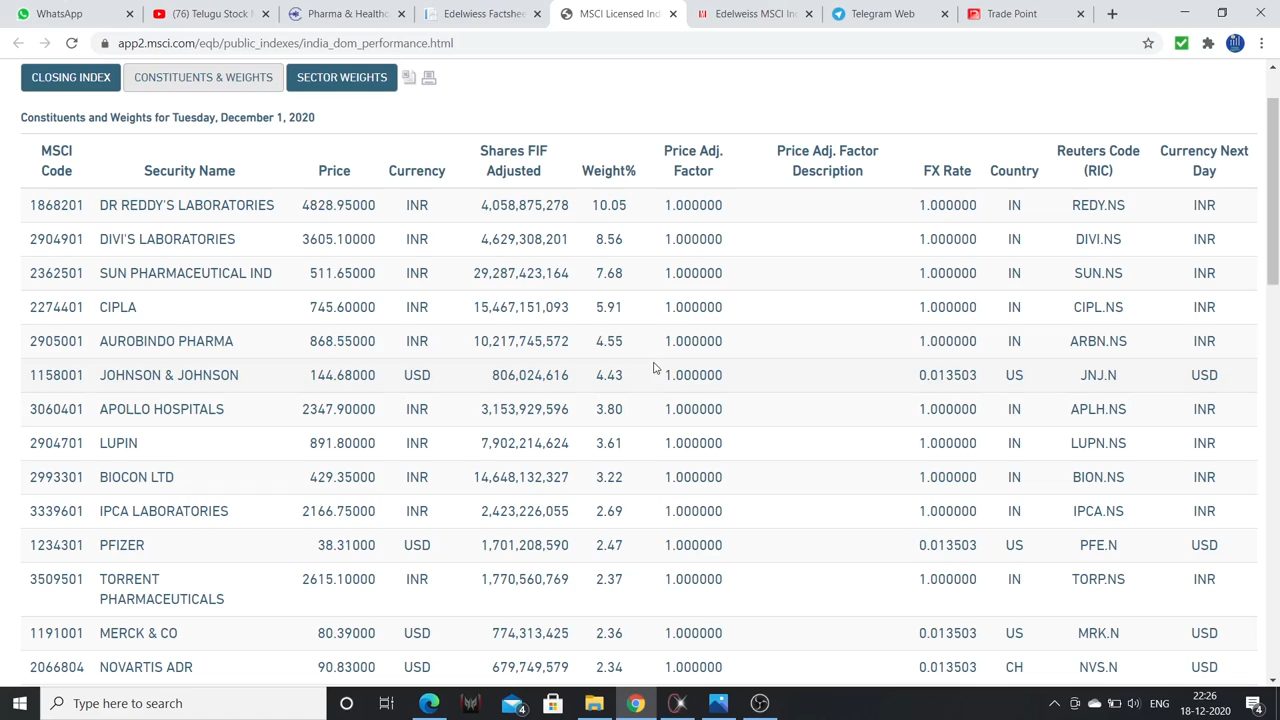 WhatsApp
(76) Telugu Stock M
Pharma & Healthc
Edelwiess Factshee
MSCI Licensed Ind
Edelweiss MSCI In
Telegram Web
Trade Point
app2.msci.com/eqb/public_indexes/india_dom_performance.html
CLOSING INDEX CONSTITUENTS & WEIGHTS SECTOR WEIGHTS
Constituents and Weights for Tuesday, December 1, 2020
MSCI Code Security Name Price Currency Shares FIF Adjusted Weight% Price Adj. Factor Price Adj. Factor Description FX Rate Country Reuters Code (RIC) Currency Next Day
1868201 DR REDDY'S LABORATORIES 4828.95000 INR 4,058,875,278 10.05 1.000000 1.000000 IN REDY.NS INR
2904901 DIVI'S LABORATORIES 3605.10000 INR 4,629,308,201 8.56 1.000000 1.000000 IN DIVI.NS INR
2362501 SUN PHARMACEUTICAL IND 511.65000 INR 29,287,423,164 7.68 1.000000 1.000000 IN SUN.NS INR
2274401 CIPLA 745.60000 INR 15,467,151,093 5.91 1.000000 1.000000 IN CIPL.NS INR
2905001 AUROBINDO PHARMA 868.55000 INR 10,217,745,572 4.55 1.000000 1.000000 IN ARBN.NS INR
1158001 JOHNSON & JOHNSON 144.68000 USD 806,024,616 4.43 1.000000 0.013503 US JNJ.N USD
3060401 APOLLO HOSPITALS 2347.90000 INR 3,153,929,596 3.80 1.000000 1.000000 IN APLH.NS INR
2904701 LUPIN 891.80000 INR 7,902,214,624 3.61 1.000000 1.000000 IN LUPN.NS INR
2993301 BIOCON LTD 429.35000 INR 14,648,132,327 3.22 1.000000 1.000000 IN BION.NS INR
3339601 IPCA LABORATORIES 2166.75000 INR 2,423,226,055 2.69 1.000000 1.000000 IN IPCA.NS INR
1234301 PFIZER 38.31000 USD 1,701,208,590 2.47 1.000000 0.013503 US PFE.N USD
3509501 TORRENT PHARMACEUTICALS 2615.10000 INR 1,770,560,769 2.37 1.000000 1.000000 IN TORP.NS INR
1191001 MERCK & CO 80.39000 USD 774,313,425 2.36 1.000000 0.013503 US MRK.N USD
2066804 NOVARTIS ADR 90.83000 USD 679,749,579 2.34 1.000000 0.013503 CH NVS.N USD
Type here to search
4
ENG
22:26
18-12-2020
4